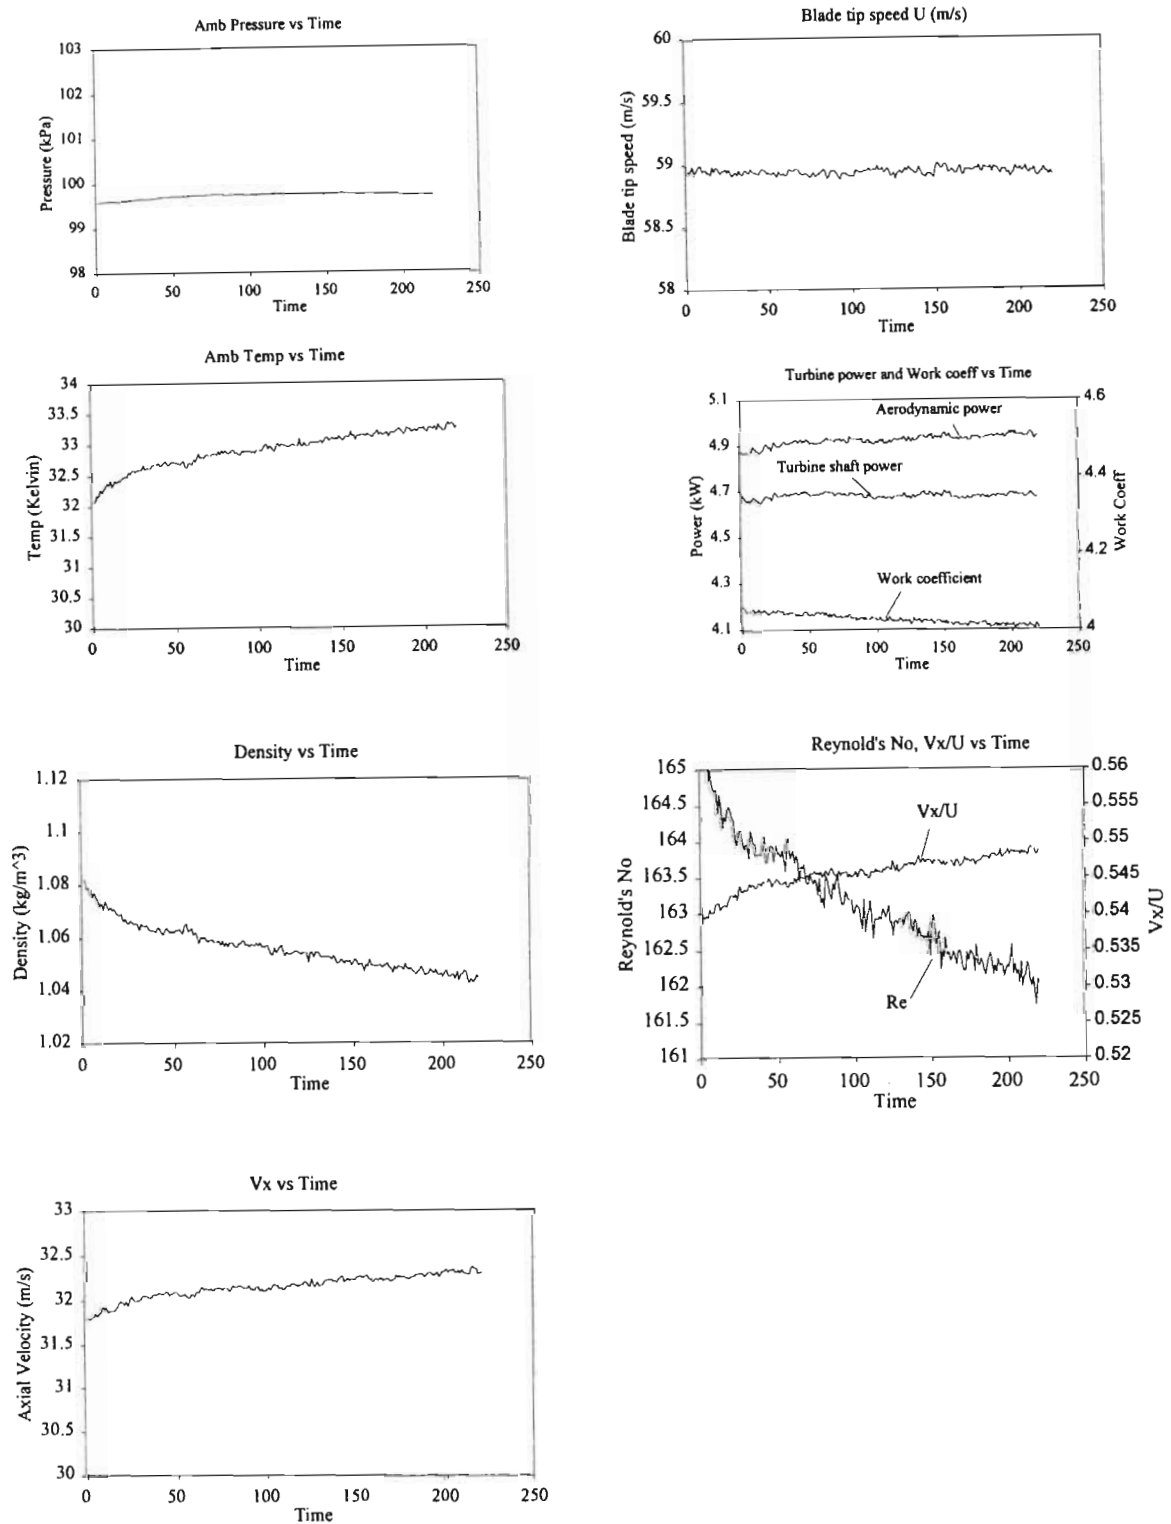 Amb Pressure vs Time
103
102
101
100
99
98
Pressure (kPa)
0 50 100 150 200 250
Time
Blade tip speed U (m/s)
60
59.5
59
58.5
58
Blade tip speed (m/s)
0 50 100 150 200 250
Time
Amb Temp vs Time
34
33.5
33
32.5
32
31.5
31
30.5
30
Temp (Kelvin)
0 50 100 150 200 250
Time
Turbine power and Work coeff vs Time
5.1
4.9
4.7
4.5
4.3
4.1
Power (kW)
Aerodynamic power
Turbine shaft power
Work coefficient
4.6
4.4
4.2
4
Work Coeff
0 50 100 150 200 250
Time
Density vs Time
1.12
1.1
1.08
1.06
1.04
1.02
Density (kg/m^3)
0 50 100 150 200 250
Time
Reynold's No, Vx/U vs Time
165
164.5
164
163.5
163
162.5
162
161.5
161
Reynold's No
Vx/U
Re
0.56
0.555
0.55
0.545
0.54
0.535
0.530
0.525
0.52
Vx/U
0 50 100 150 200 250
Time
Vx vs Time
33
32.5
32
31.5
31
30.5
30
Axial Velocity (m/s)
0 50 100 150 200 250
Time